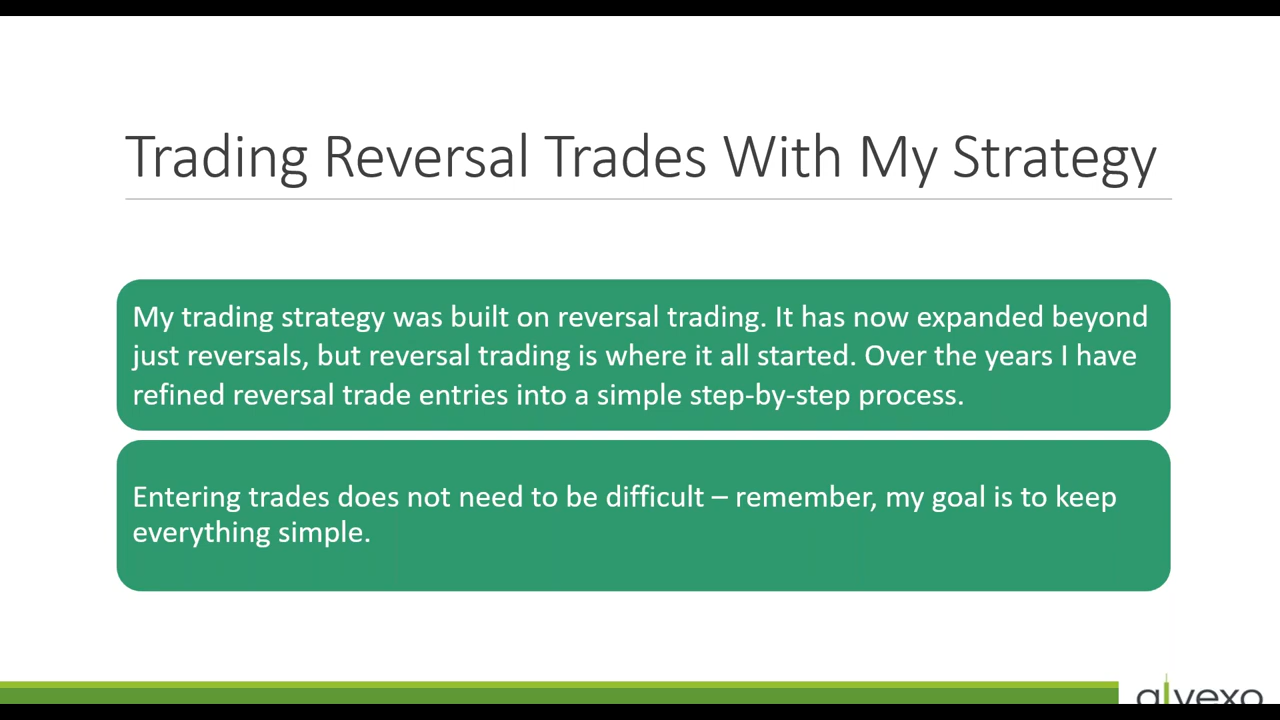 Trading Reversal Trades With My Strategy
My trading strategy was built on reversal trading. It has now expanded beyond
just reversals, but reversal trading is where it all started. Over the years I have
refined reversal trade entries into a simple step-by-step process.
Entering trades does not need to be difficult – remember, my goal is to keep
everything simple.
alvexo